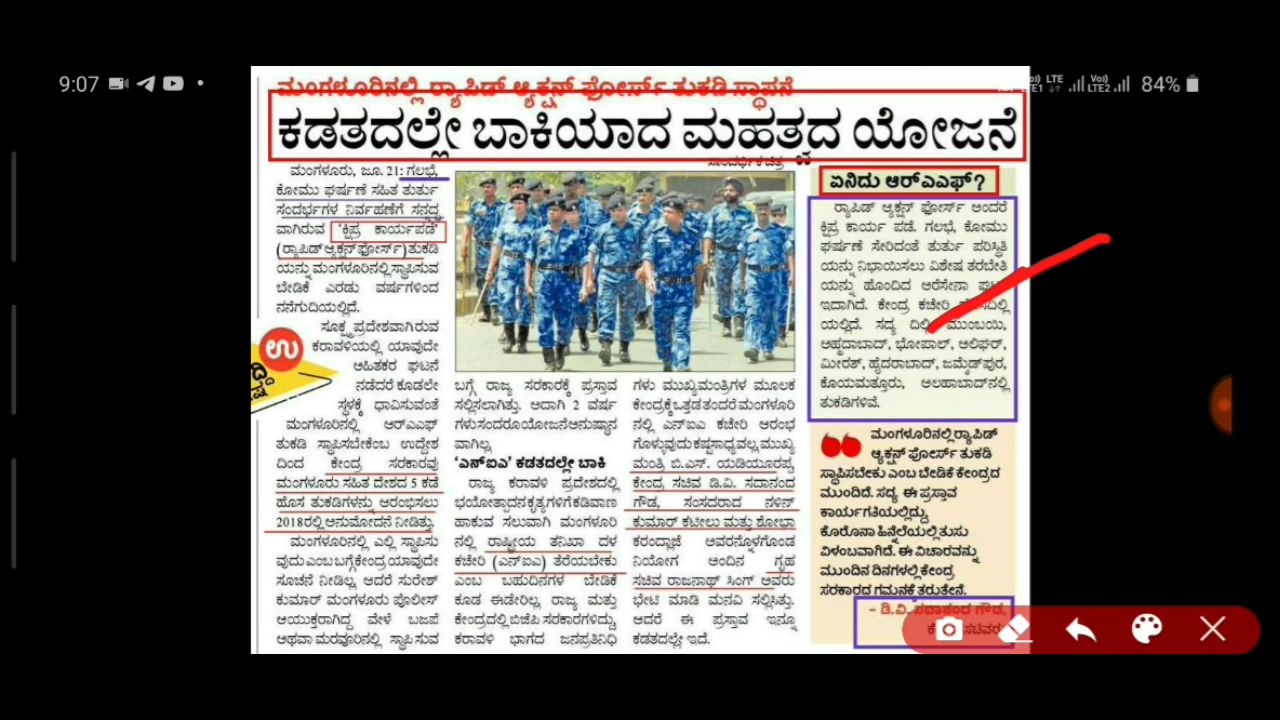 9:07
LTE
LTE1
Vo)
LTE2
84%
ಮಂಗಳೂರಿನಲ್ಲಿ ರ್‍ಯಾಪಿಡ್ ಆ್ಯಕ್ಷನ್ ಫೋರ್ಸ್ ತುಕಡಿ ಸ್ಥಾಪನೆ
ಕಡತದಲ್ಲೇ ಬಾಕಿಯಾದ ಮಹತ್ವದ ಯೋಜನೆ
ಸಾಂದರ್ಭಿಕ ಚಿತ್ರ
ಮಂಗಳೂರು, ಜೂ. 21: ಗಲಭೆ,
ಕೋಮು ಘರ್ಷಣೆ ಸಹಿತ ತುರ್ತು
ಸಂದರ್ಭಗಳ ನಿರ್ವಹಣೆಗೆ ಸನ್ನದ್ಧ
ವಾಗಿರುವ ‘ಕ್ಷಿಪ್ರ ಕಾರ್ಯಪಡೆ’
(ರ್‍ಯಾಪಿಡ್ ಆ್ಯಕ್ಷನ್ ಫೋರ್ಸ್) ತುಕಡಿ
ಯನ್ನು ಮಂಗಳೂರಿನಲ್ಲಿ ಸ್ಥಾಪಿಸುವ
ಬೇಡಿಕೆ ಎರಡು ವರ್ಷಗಳಿಂದ
ನನೆಗುದಿಯಲ್ಲಿದೆ.
ಸೂಕ್ಷ್ಮಪ್ರದೇಶವಾಗಿರುವ
ಕರಾವಳಿಯಲ್ಲಿ ಯಾವುದೇ
ಉ
ಅಹಿತಕರ ಘಟನೆ
ನಡೆದರೆ ಕೂಡಲೇ
ಸ್ಥಳಕ್ಕೆ ಧಾವಿಸುವಂತೆ
ಮಂಗಳೂರಿನಲ್ಲಿ ಆರ್‌ಎಎಫ್
ತುಕಡಿ ಸ್ಥಾಪಿಸಬೇಕೆಂಬ ಉದ್ದೇಶ
ದಿಂದ ಕೇಂದ್ರ ಸರಕಾರವು
ಮಂಗಳೂರು ಸಹಿತ ದೇಶದ 5 ಕಡೆ
ಹೊಸ ತುಕಡಿಗಳನ್ನು ಆರಂಭಿಸಲು
2018ರಲ್ಲಿ ಅನುಮೋದನೆ ನೀಡಿತ್ತು.
ಮಂಗಳೂರಿನಲ್ಲಿ ಎಲ್ಲಿ ಸ್ಥಾಪಿಸು
ವುದು ಎಂಬ ಬಗ್ಗೆ ಕೇಂದ್ರ ಯಾವುದೇ
ಸೂಚನೆ ನೀಡಿಲ್ಲ. ಆದರೆ ಸುರೇಶ್
ಕುಮಾರ್ ಮಂಗಳೂರು ಪೊಲೀಸ್
ಆಯುಕ್ತರಾಗಿದ್ದ ವೇಳೆ ಬಜಪೆ
ಅಥವಾ ಮರವೂರಿನಲ್ಲಿ ಸ್ಥಾಪಿಸುವ
ಬಗ್ಗೆ ರಾಜ್ಯ ಸರಕಾರಕ್ಕೆ ಪ್ರಸ್ತಾವ
ಸಲ್ಲಿಸಲಾಗಿತ್ತು. ಅದಾಗಿ 2 ವರ್ಷ
ಗಳು ಸಂದರೂ ಯೋಜನೆ ಅನುಷ್ಠಾನ
ವಾಗಿಲ್ಲ.
‘ಎನ್ಐಎ’ ಕಡತದಲ್ಲೇ ಬಾಕಿ
ರಾಜ್ಯ ಕರಾವಳಿ ಪ್ರದೇಶದಲ್ಲಿ
ಭಯೋತ್ಪಾದನ ಕೃತ್ಯಗಳಿಗೆ ಕಡಿವಾಣ
ಹಾಕುವ ಸಲುವಾಗಿ ಮಂಗಳೂರಿ
ನಲ್ಲಿ ರಾಷ್ಟ್ರೀಯ ತನಿಖಾ ದಳ
ಕಚೇರಿ (ಎನ್ಐಎ) ತೆರೆಯಬೇಕು
ಎಂಬ ಬಹುದಿನಗಳ ಬೇಡಿಕೆ
ಕೂಡ ಈಡೇರಿಲ್ಲ. ರಾಜ್ಯ ಮತ್ತು
ಕೇಂದ್ರದಲ್ಲಿ ಬಿಜೆಪಿ ಸರಕಾರಗಳಿದ್ದು,
ಕರಾವಳಿ ಭಾಗದ ಜನಪ್ರತಿನಿಧಿ
ಗಳು ಮುಖ್ಯಮಂತ್ರಿಗಳ ಮೂಲಕ
ಕೇಂದ್ರಕ್ಕೆ ಒತ್ತಡ ತಂದರೆ ಮಂಗಳೂರಿ
ನಲ್ಲಿ ಎನ್ಐಎ ಕಚೇರಿ ಆರಂಭ
ಗೊಳ್ಳುವುದು ಕಷ್ಟಸಾಧ್ಯವಲ್ಲ. ಮುಖ್ಯ
ಮಂತ್ರಿ ಬಿ.ಎಸ್. ಯಡಿಯೂರಪ್ಪ,
ಕೇಂದ್ರ ಸಚಿವ ಡಿ.ವಿ. ಸದಾನಂದ
ಗೌಡ, ಸಂಸದರಾದ ನಳಿನ್
ಕುಮಾರ್ ಕಟೀಲು ಮತ್ತು ಶೋಭಾ
ಕರಂದ್ಲಾಜೆ ಅವರನ್ನೊಳಗೊಂಡ
ನಿಯೋಗ ಅಂದಿನ ಗೃಹ
ಸಚಿವ ರಾಜನಾಥ್ ಸಿಂಗ್ ಅವರು
ಭೇಟಿ ಮಾಡಿ ಮನವಿ ಸಲ್ಲಿಸಿತ್ತು.
ಆದರೆ ಈ ಪ್ರಸ್ತಾವ ಇನ್ನೂ
ಕಡತದಲ್ಲೇ ಇದೆ.
ಏನಿದು ಆರ್‌ಎಎಫ್?
ರ್‍ಯಾಪಿಡ್ ಆ್ಯಕ್ಷನ್ ಫೋರ್ಸ್ ಅಂದರೆ
ಕ್ಷಿಪ್ರ ಕಾರ್ಯ ಪಡೆ. ಗಲಭೆ, ಕೋಮು
ಘರ್ಷಣೆ ಸೇರಿದಂತೆ ತುರ್ತು ಪರಿಸ್ಥಿತಿ
ಯನ್ನು ನಿಭಾಯಿಸಲು ವಿಶೇಷ ತರಬೇತಿ
ಯನ್ನು ಹೊಂದಿದ ಅರೆಸೇನಾ
ಇದಾಗಿದೆ. ಕೇಂದ್ರ ಕಚೇರಿ
ಯಲ್ಲಿದೆ. ಸದ್ಯ ದಿಲ್ಲಿ, ಮುಂಬಯಿ,
ಅಹ್ಮದಾಬಾದ್, ಭೋಪಾಲ್, ಅಲಿಘರ್,
ಮೀರತ್, ಹೈದರಾಬಾದ್, ಜಮ್ಶೆಡ್‌ಪುರ,
ಕೊಯಮತ್ತೂರು, ಅಲಹಾಬಾದ್‌ನಲ್ಲಿ
ತುಕಡಿಗಳಿವೆ.
ಮಂಗಳೂರಿನಲ್ಲಿ ರ್‍ಯಾಪಿಡ್
ಆ್ಯಕ್ಷನ್ ಫೋರ್ಸ್ ತುಕಡಿ
ಸ್ಥಾಪಿಸಬೇಕು ಎಂಬ ಬೇಡಿಕೆ ಕೇಂದ್ರದ
ಮುಂದಿದೆ. ಸದ್ಯ ಈ ಪ್ರಸ್ತಾವ
ಕಾರ್ಯಗತಿಯಲ್ಲಿದ್ದು,
ಕೊರೊನಾ ಹಿನ್ನೆಲೆಯಲ್ಲಿ ತುಸು
ವಿಳಂಬವಾಗಿದೆ. ಈ ವಿಚಾರವನ್ನು
ಮುಂದಿನ ದಿನಗಳಲ್ಲಿ ಕೇಂದ್ರ
ಸರಕಾರದ ಗಮನಕ್ಕೆ ತರುತ್ತೇನೆ.
– ಡಿ.ವಿ. ಸದಾನಂದ ಗೌಡ,
ಸಚಿವರು